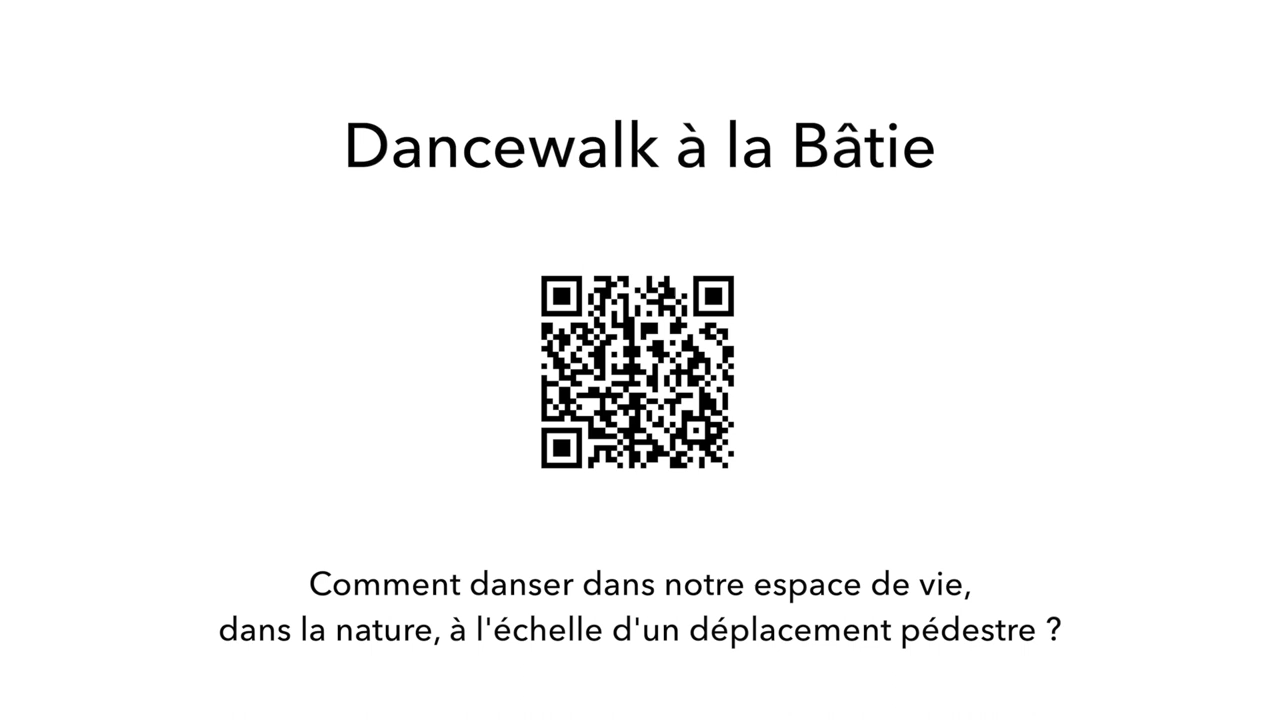 Dancewalk à la Bâtie
Comment danser dans notre espace de vie,
dans la nature, à l'échelle d'un déplacement pédestre ?